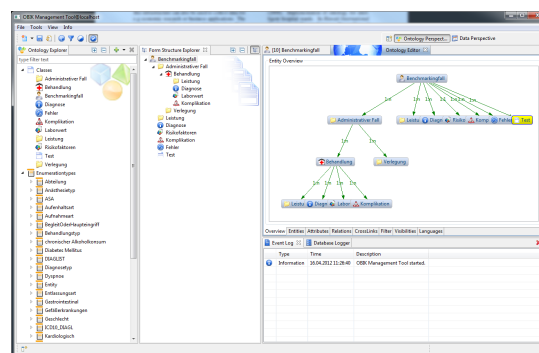 OBIK Management Tool@localhost
File Tools View Info
Ontology Perspect...
Data Perspective
Ontology Explorer
type filter text
Classes
Administrativer Fall
Behandlung
Benchmarkingfall
Diagnose
Fehler
Komplikation
Laborwert
Leistung
Risikofaktoren
Test
Verlegung
Enumerationtypes
Abteilung
Anästhesietyp
ASA
Aufenthaltsart
Aufnahmeart
BegleitOderHaupteingriff
Behandlungstyp
chronischer Alkoholkonsum
Diabetes Mellitus
DIAGLIST
Diagnosetyp
Dyspnoe
Entity
Entlassungsart
Gastrointestinal
Gefäßerkrankungen
Geschlecht
ICD10_DIAGL
Kardiologisch
Form Structure Explorer
Benchmarkingfall
Administrativer Fall
Behandlung
Leistung
Diagnose
Laborwert
Komplikation
Verlegung
Leistung
Diagnose
Risikofaktoren
Komplikation
Fehler
Test
[10] Benchmarkingfall
Ontology Editor
Entity Overview
Benchmarkingfall
Administrative Fall
Leistu
Diagn
Risiko
Komp
Fehler
Test
Behandlung
Verlegung
Leistu
Diagn
Labor
Komplikation
Overview Entities Attributes Relations CrossLinks Filter Visibilities Languages
Event Log
Database Logger
Type Time Description
Information 16.04.2012 11:26:40 OBIK Management Tool started.